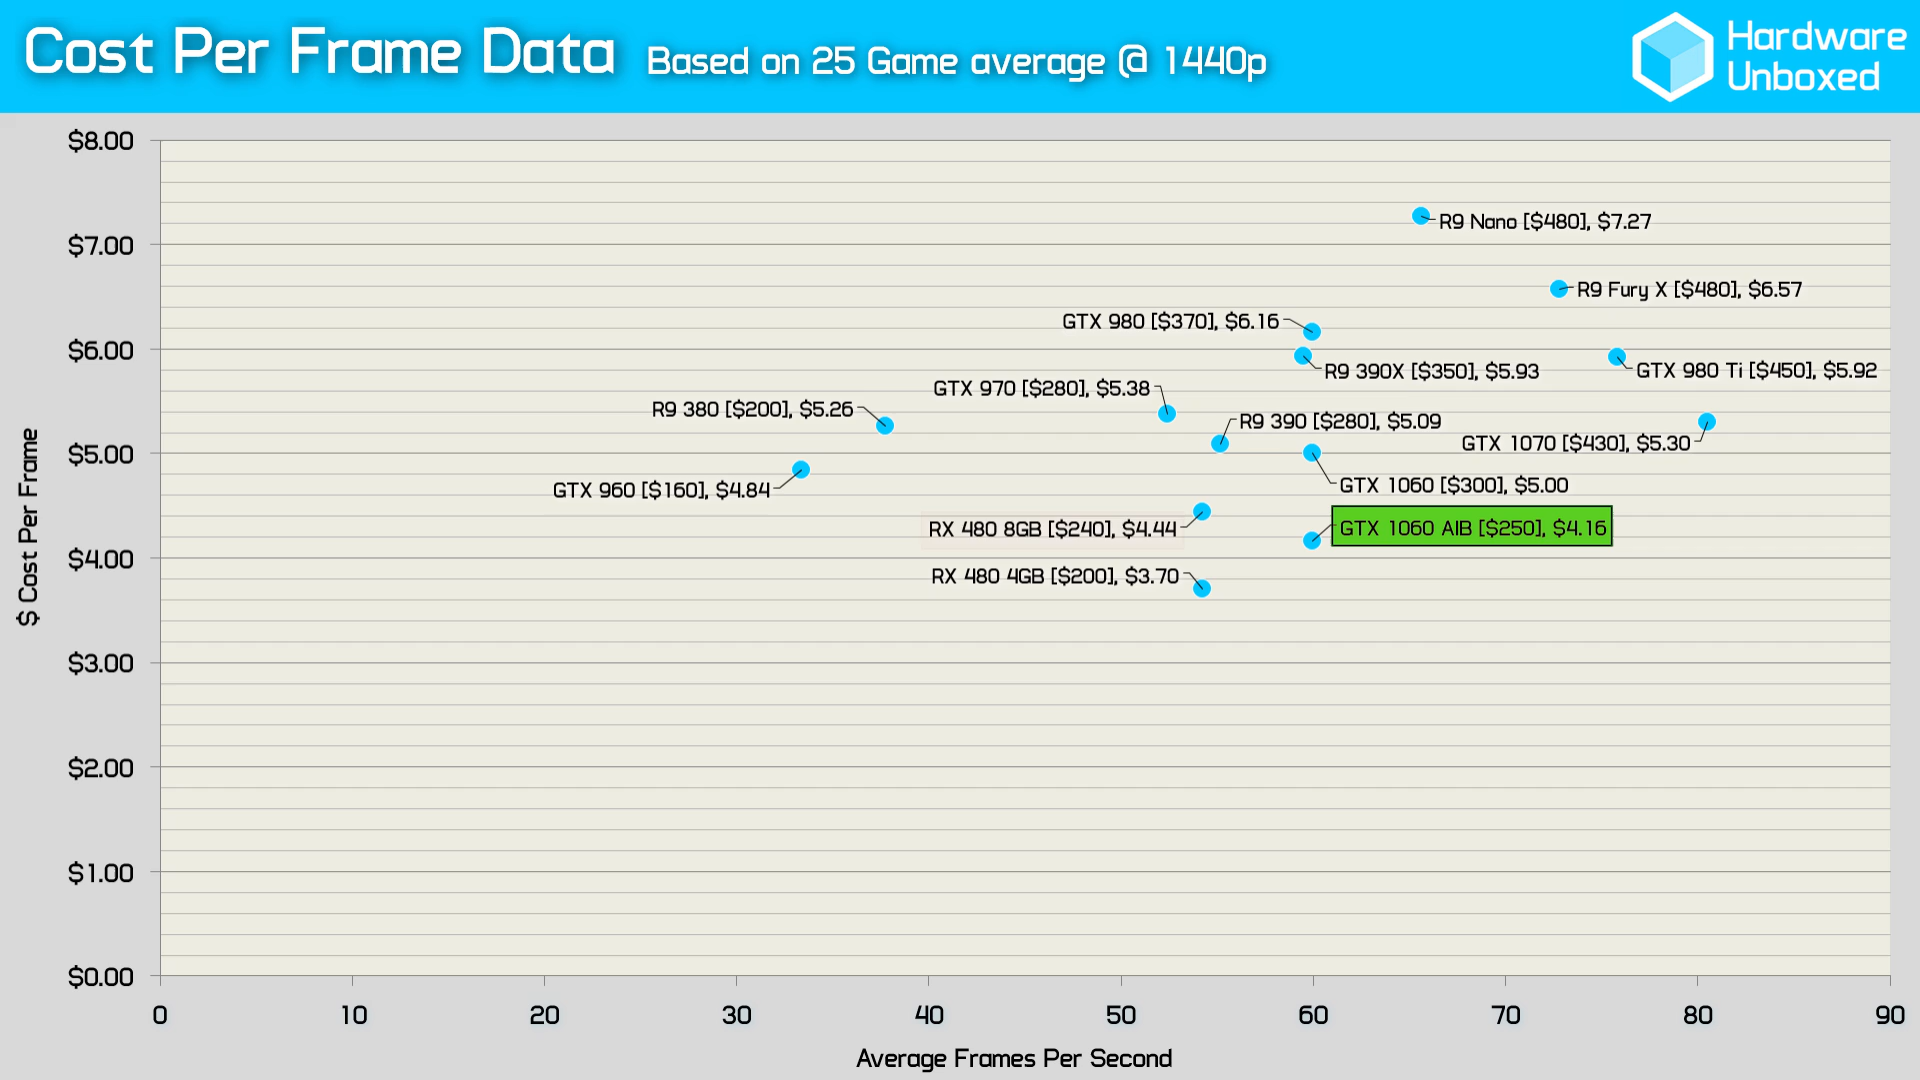 Cost Per Frame Data Based on 25 Game average @ 1440p
Hardware
Unboxed
$ Cost Per Frame
$8.00
$7.00
$6.00
$5.00
$4.00
$3.00
$2.00
$1.00
$0.00
R9 Nano [$480], $7.27
R9 Fury X [$480], $6.57
GTX 980 [$370], $6.16
R9 390X [$350], $5.93
GTX 980 Ti [$450], $5.92
GTX 970 [$280], $5.38
R9 380 [$200], $5.26
R9 390 [$280], $5.09
GTX 1070 [$430], $5.30
GTX 960 [$160], $4.84
GTX 1060 [$300], $5.00
RX 480 8GB [$240], $4.44
GTX 1060 AIB [$250], $4.16
RX 480 4GB [$200], $3.70
0 10 20 30 40 50 60 70 80 90
Average Frames Per Second